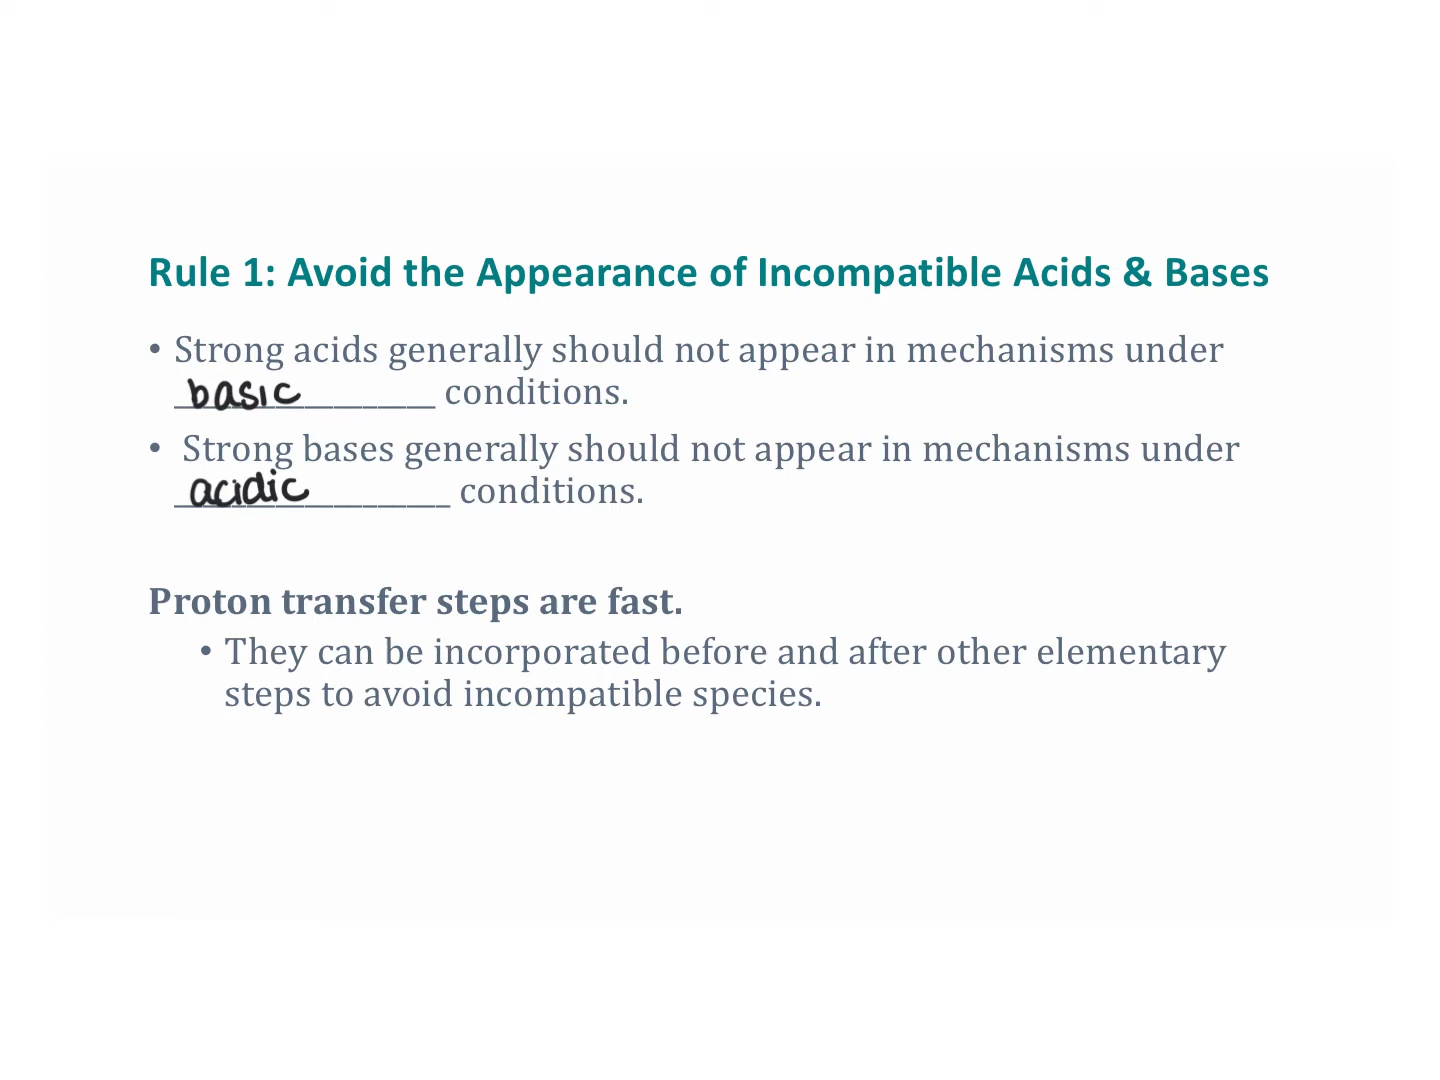 Rule 1: Avoid the Appearance of Incompatible Acids & Bases
• Strong acids generally should not appear in mechanisms under
basic conditions.
• Strong bases generally should not appear in mechanisms under
acidic conditions.
Proton transfer steps are fast.
• They can be incorporated before and after other elementary
steps to avoid incompatible species.